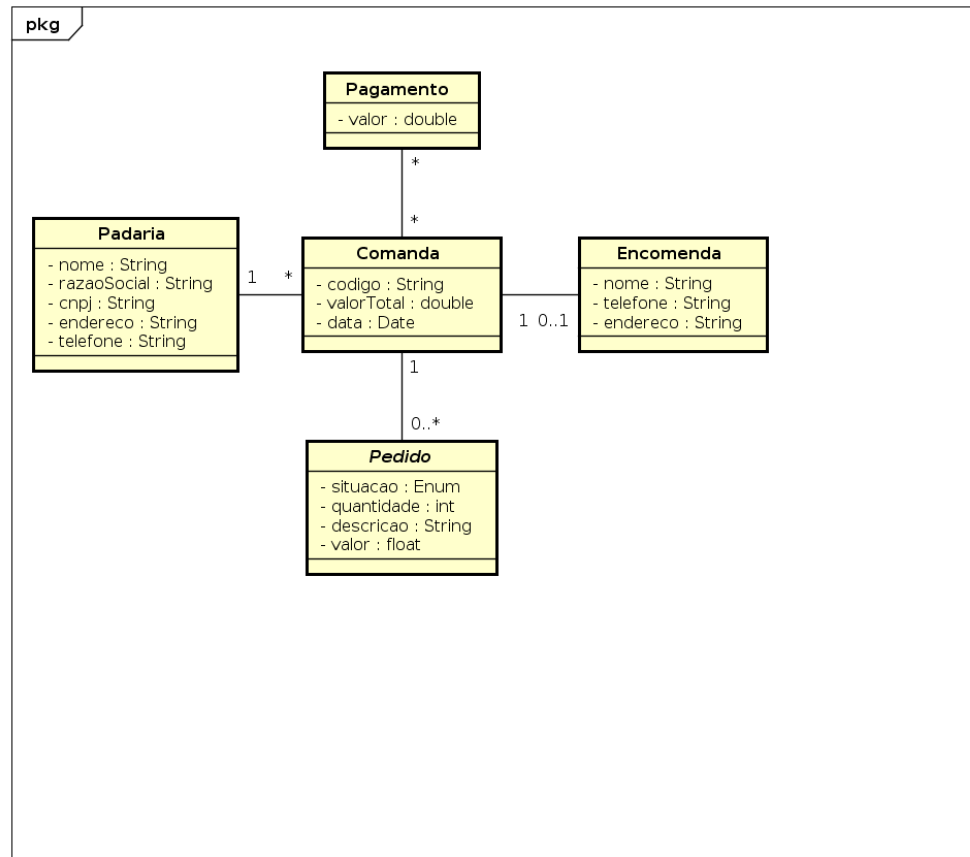 pkg
Pagamento
- valor : double
*
*
Padaria
- nome : String
- razaoSocial : String
- cnpj : String
- endereco : String
- telefone : String
1 *
Comanda
- codigo : String
- valorTotal : double
- data : Date
1 0..1
Encomenda
- nome : String
- telefone : String
- endereco : String
1
0..*
Pedido
- situacao : Enum
- quantidade : int
- descricao : String
- valor : float